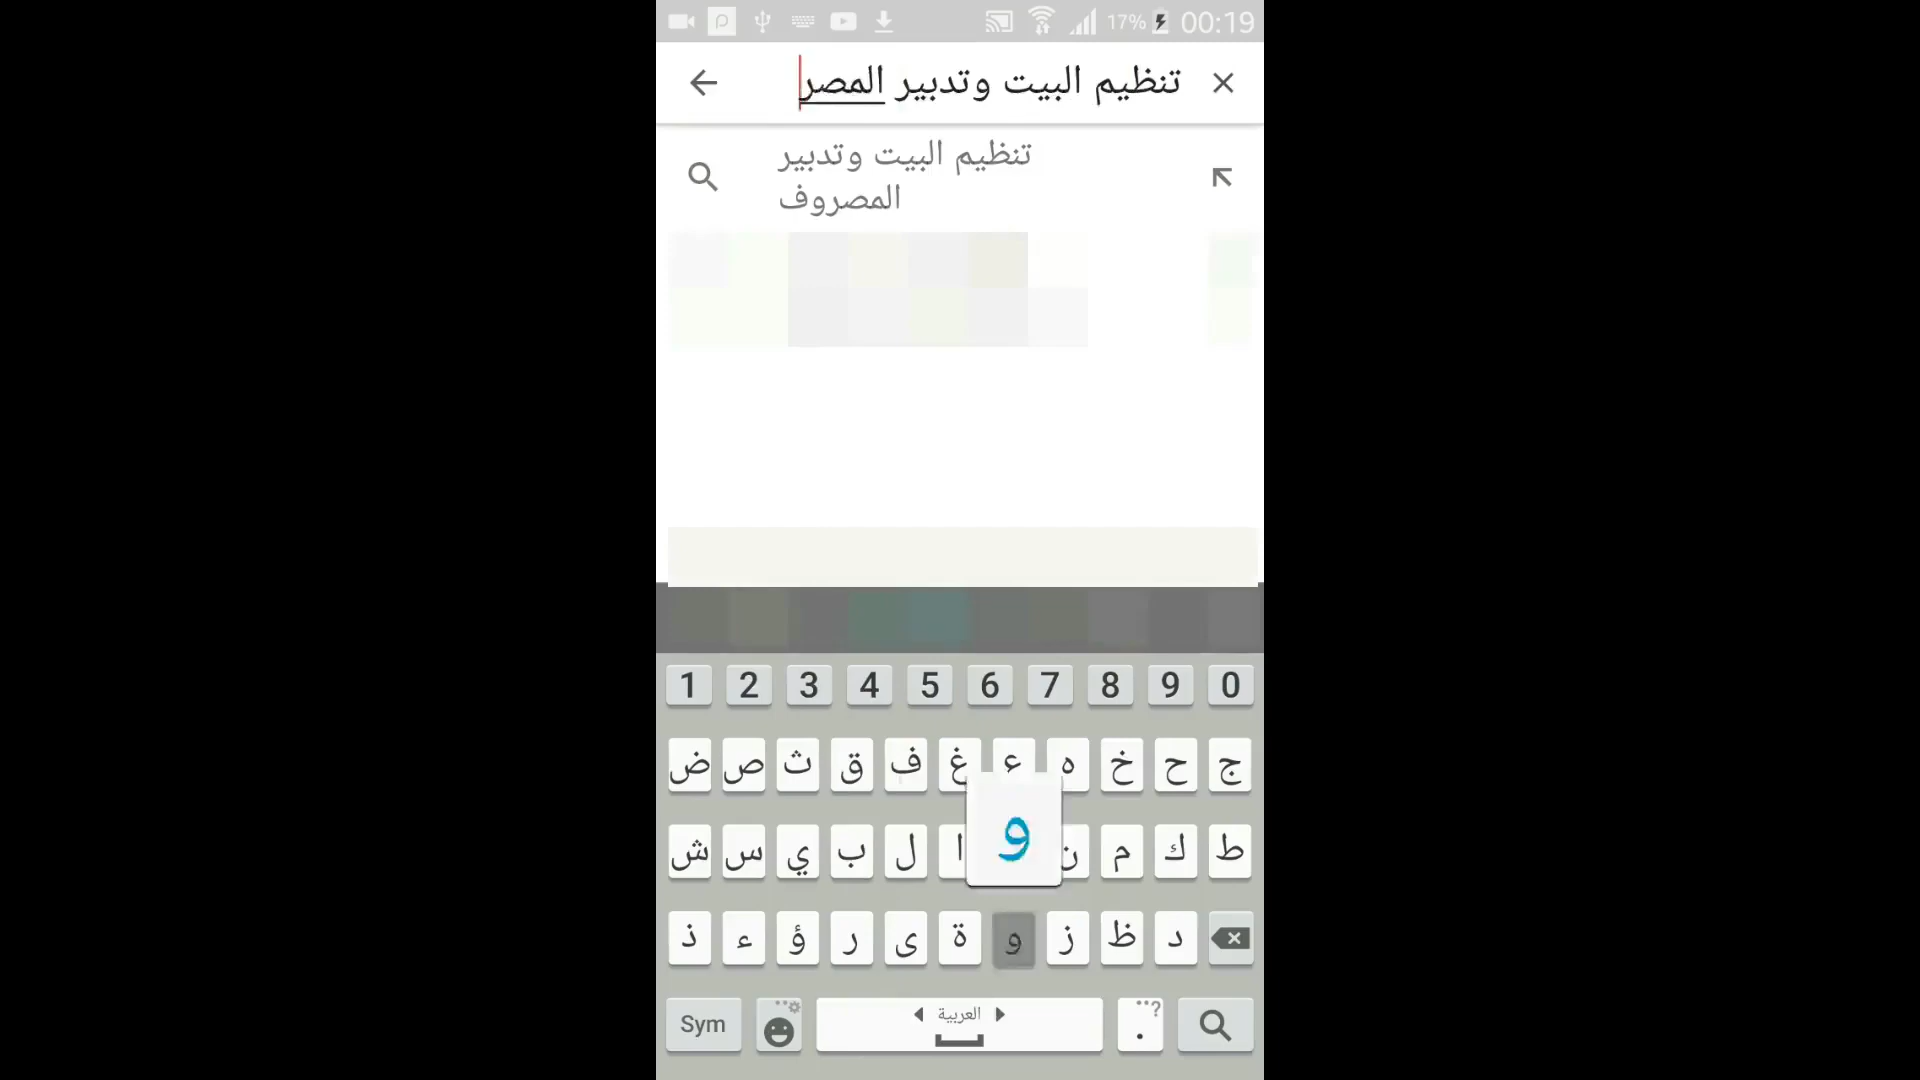 17% 00:19
تنظيم البيت وتدبير المصر
تنظيم البيت وتدبير
المصروف
1 2 3 4 5 6 7 8 9 0
ض ص ث ق ف غ ع ه خ ح ج
و
ش س ي ب ل ا ن م ك ط
ذ ء ؤ ر ى ة و ز ظ د
Sym العربية . ?